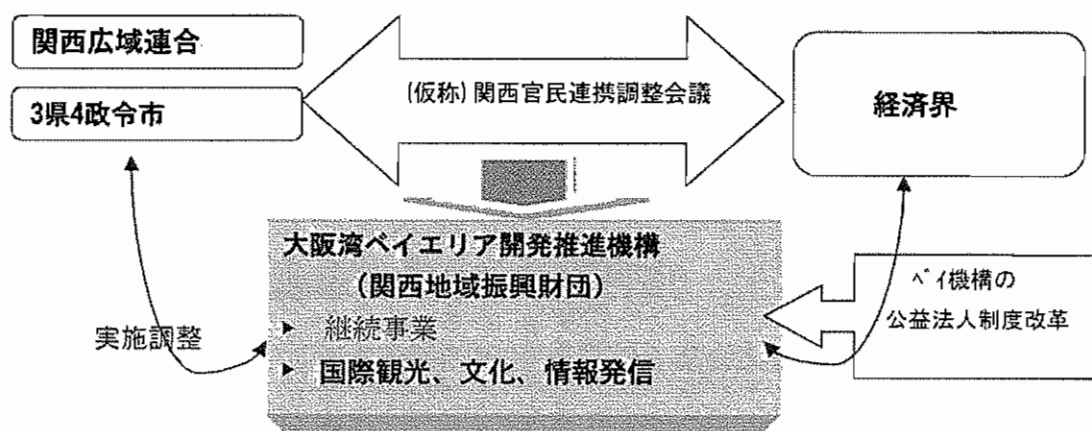 関西広域連合
3県4政令市
(仮称)関西官民連携調整会議
経済界
大阪湾ベイエリア開発推進機構
(関西地域振興財団)
▶ 継続事業
▶ 国際観光、文化、情報発信
実施調整
ベイ機構の
公益法人制度改革